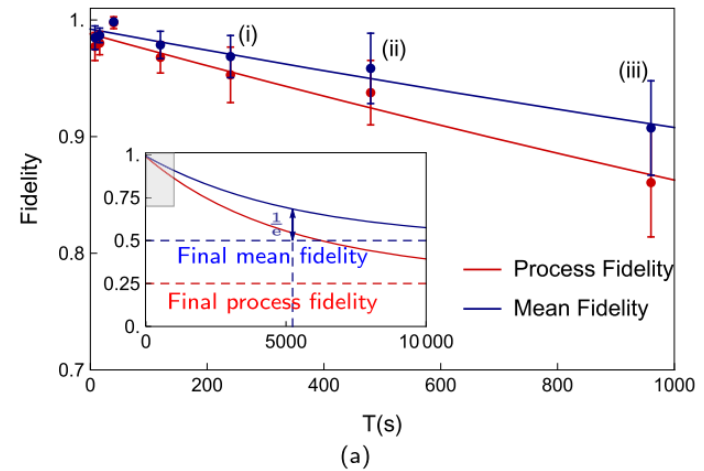 1.
0.9
0.8
0.7
0
200
400
600
800
1000
Fidelity
T(s)
(i)
(ii)
(iii)
Process Fidelity
Mean Fidelity
1.
0.75
0.5
0.25
0.
0
5000
10000
1/e
Final mean fidelity
Final process fidelity
(a)